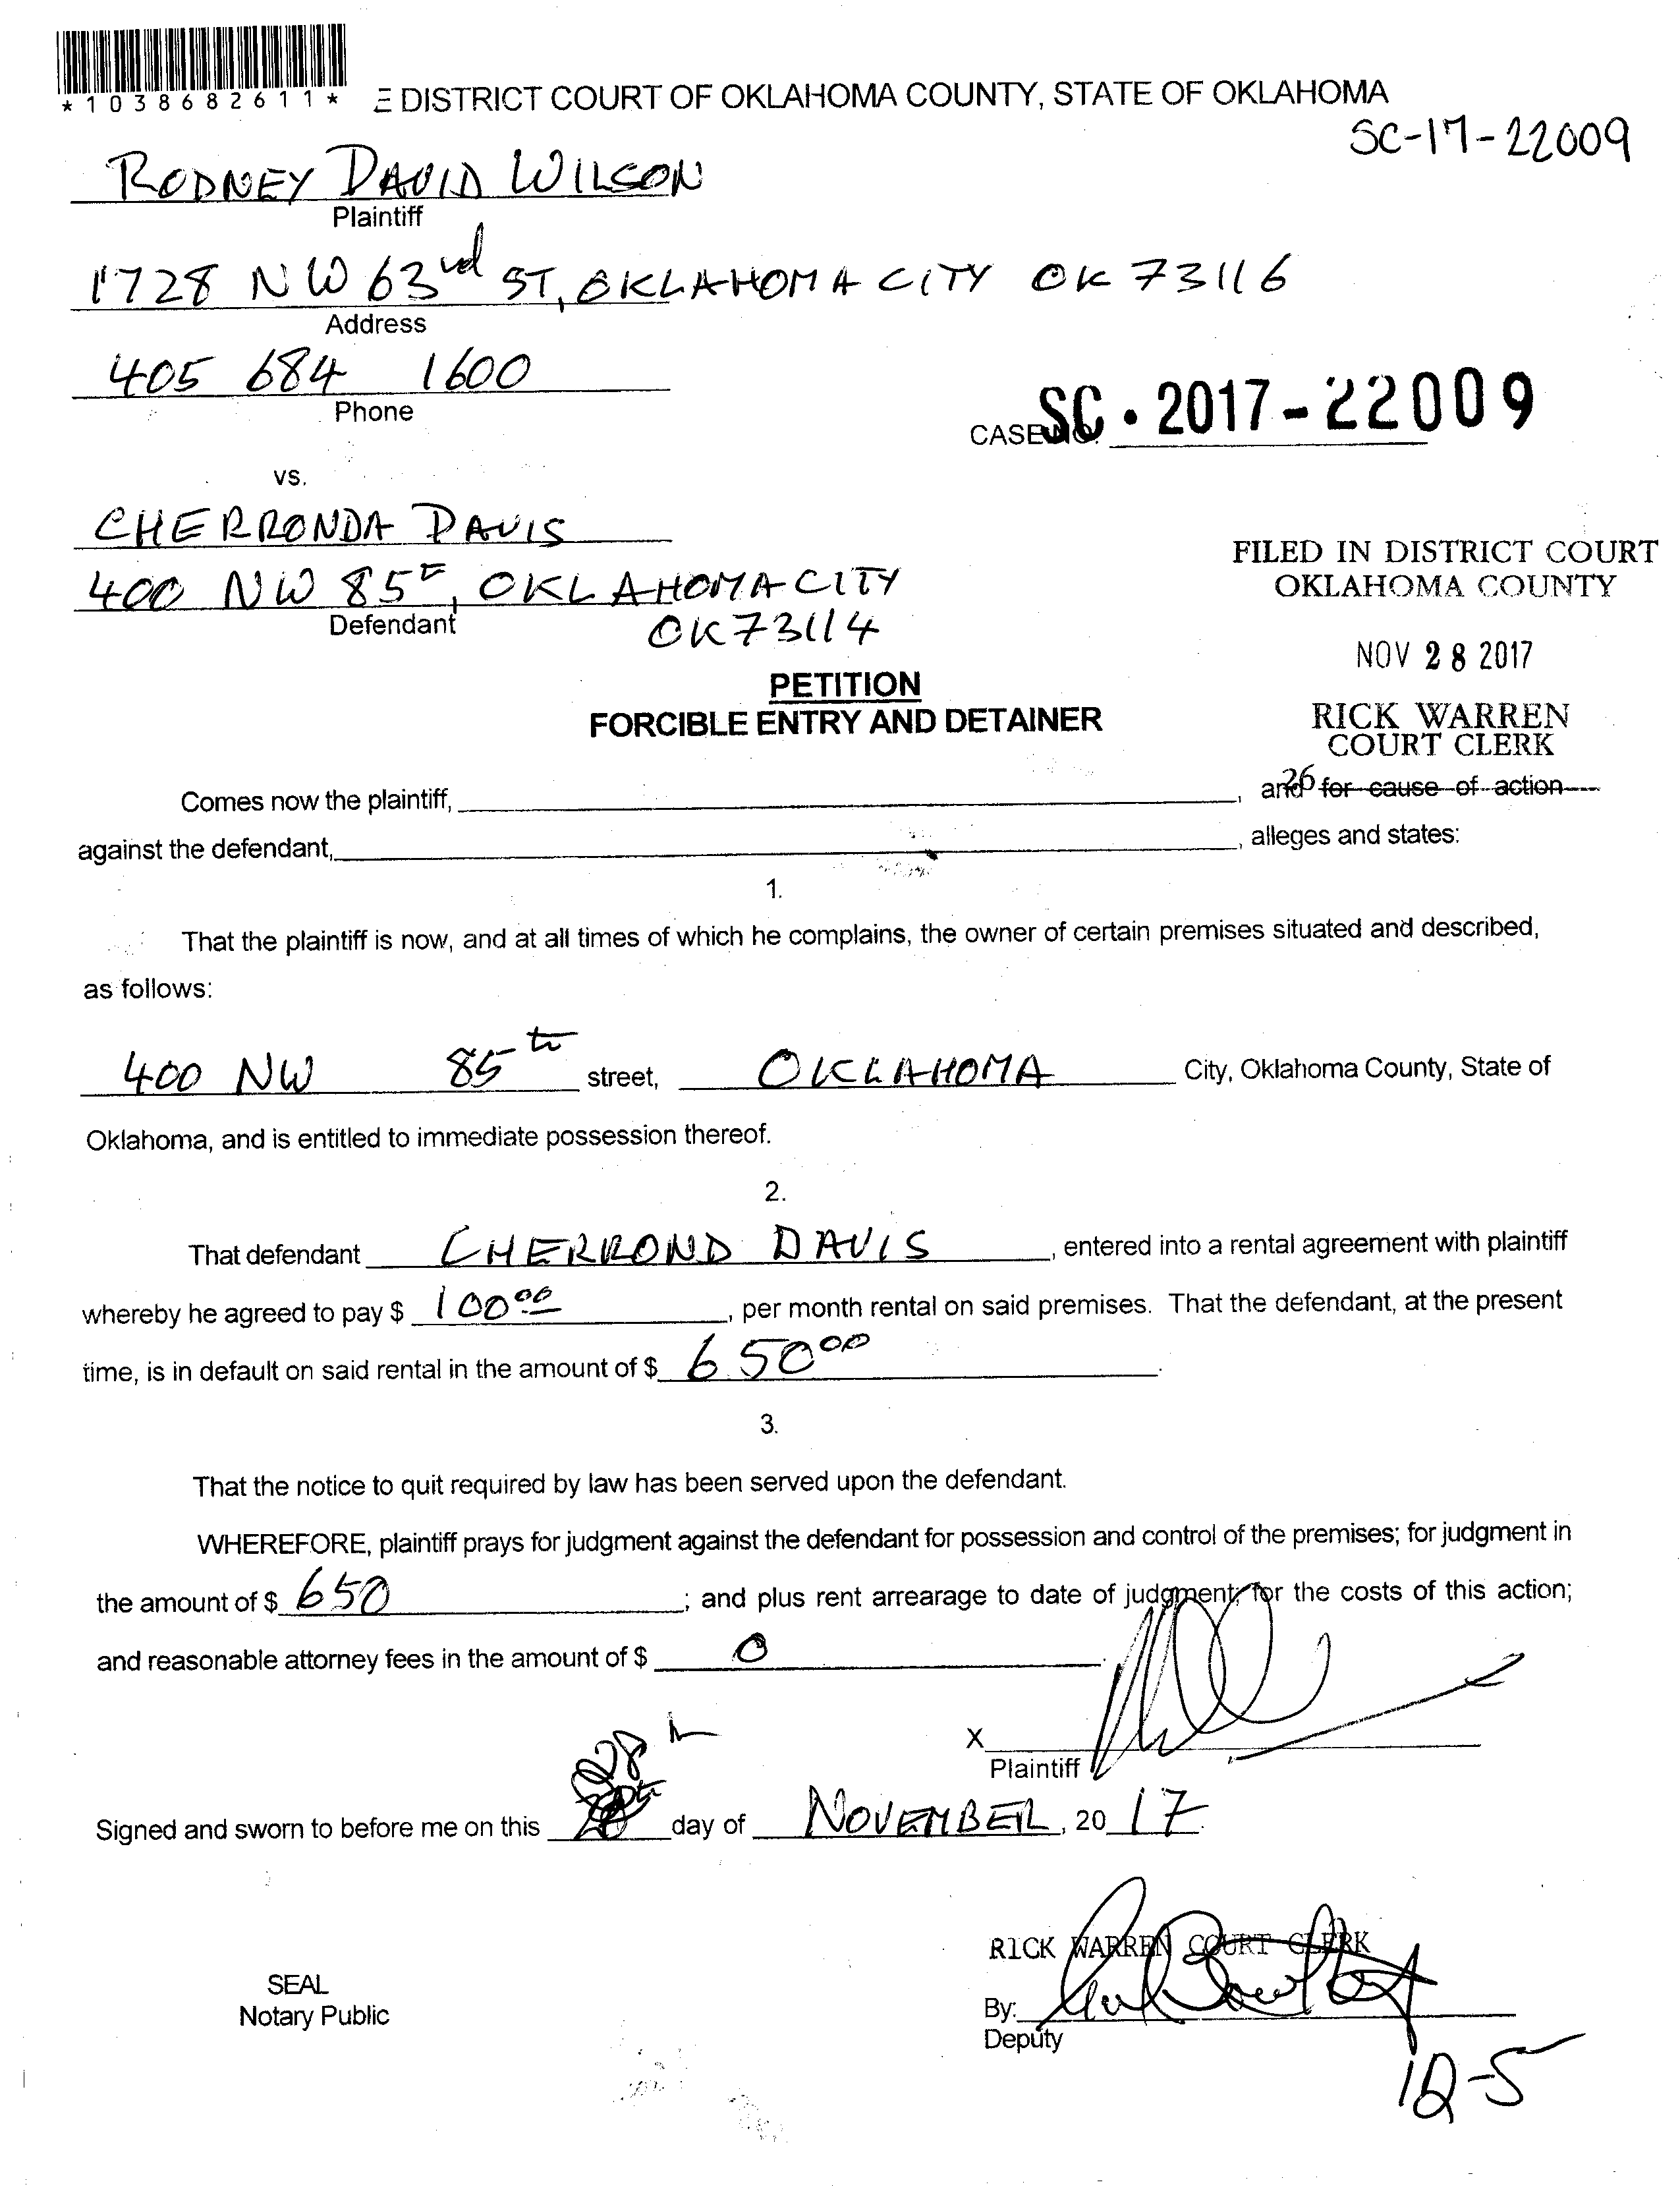 *1038682611*
E DISTRICT COURT OF OKLAHOMA COUNTY, STATE OF OKLAHOMA
SC-17-22009
RODNEY DAVID WILSON
Plaintiff
1728 NW 63rd ST, OKLAHOMA CITY OK 73116
Address
405 684 1600
Phone
CASE NO. SC • 2017-22009
vs.
CHERRONDA DAVIS
400 NW 85th, OKLAHOMA CITY
OK 73114
Defendant
FILED IN DISTRICT COURT
OKLAHOMA COUNTY
NOV 28 2017
RICK WARREN
COURT CLERK
26
PETITION
FORCIBLE ENTRY AND DETAINER
Comes now the plaintiff, , and for cause of action
against the defendant, , alleges and states:
1.
That the plaintiff is now, and at all times of which he complains, the owner of certain premises situated and described,
as follows:
400 NW 85th street, OKLAHOMA City, Oklahoma County, State of
Oklahoma, and is entitled to immediate possession thereof.
2.
That defendant CHERROND DAVIS, entered into a rental agreement with plaintiff
whereby he agreed to pay $ 100 00, per month rental on said premises. That the defendant, at the present
time, is in default on said rental in the amount of $ 650 00.
3.
That the notice to quit required by law has been served upon the defendant.
WHEREFORE, plaintiff prays for judgment against the defendant for possession and control of the premises; for judgment in
the amount of $ 650; and plus rent arrearage to date of judgment; for the costs of this action;
and reasonable attorney fees in the amount of $ 0.
X
Plaintiff
Signed and sworn to before me on this 28th day of NOVEMBER, 20 17.
RICK WARREN COURT CLERK
SEAL
Notary Public
By:
Deputy
12-5